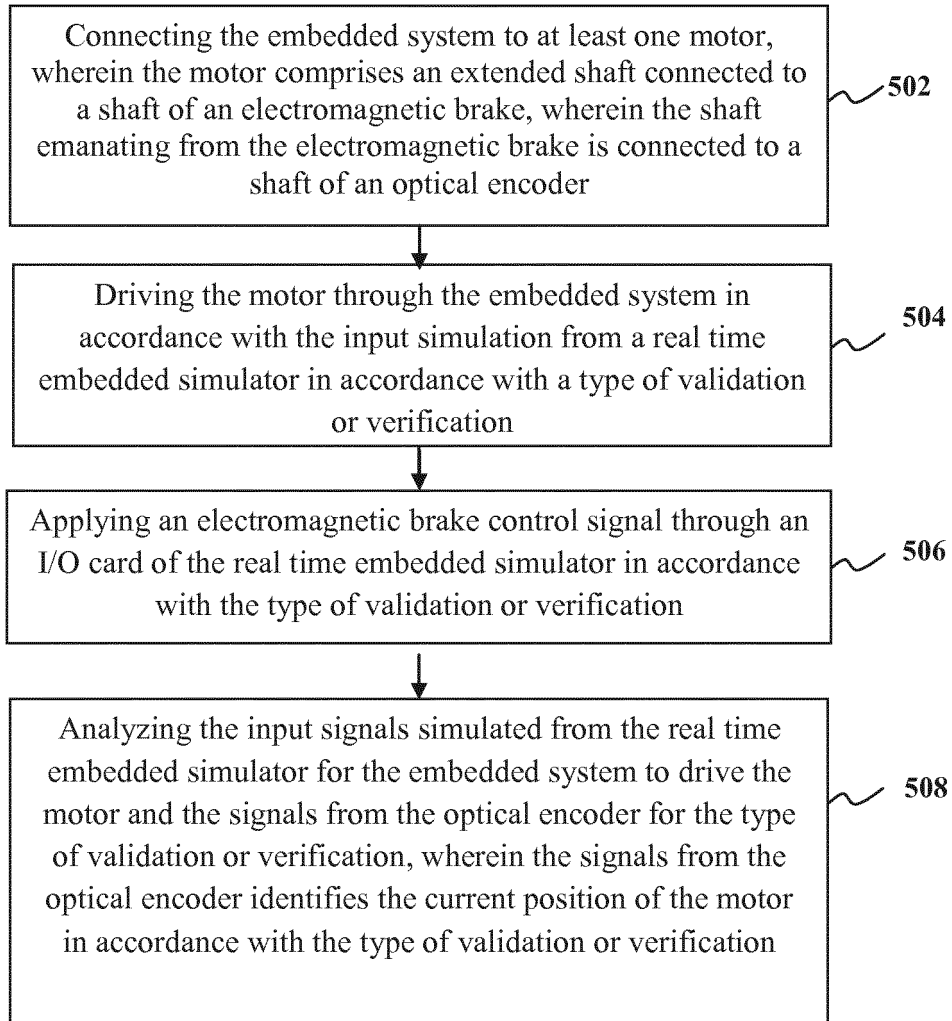 Connecting the embedded system to at least one motor,
wherein the motor comprises an extended shaft connected to
a shaft of an electromagnetic brake, wherein the shaft
emanating from the electromagnetic brake is connected to a
shaft of an optical encoder
502
Driving the motor through the embedded system in
accordance with the input simulation from a real time
embedded simulator in accordance with a type of validation
or verification
504
Applying an electromagnetic brake control signal through an
I/O card of the real time embedded simulator in accordance
with the type of validation or verification
506
Analyzing the input signals simulated from the real time
embedded simulator for the embedded system to drive the
motor and the signals from the optical encoder for the type
of validation or verification, wherein the signals from the
optical encoder identifies the current position of the motor
in accordance with the type of validation or verification
508